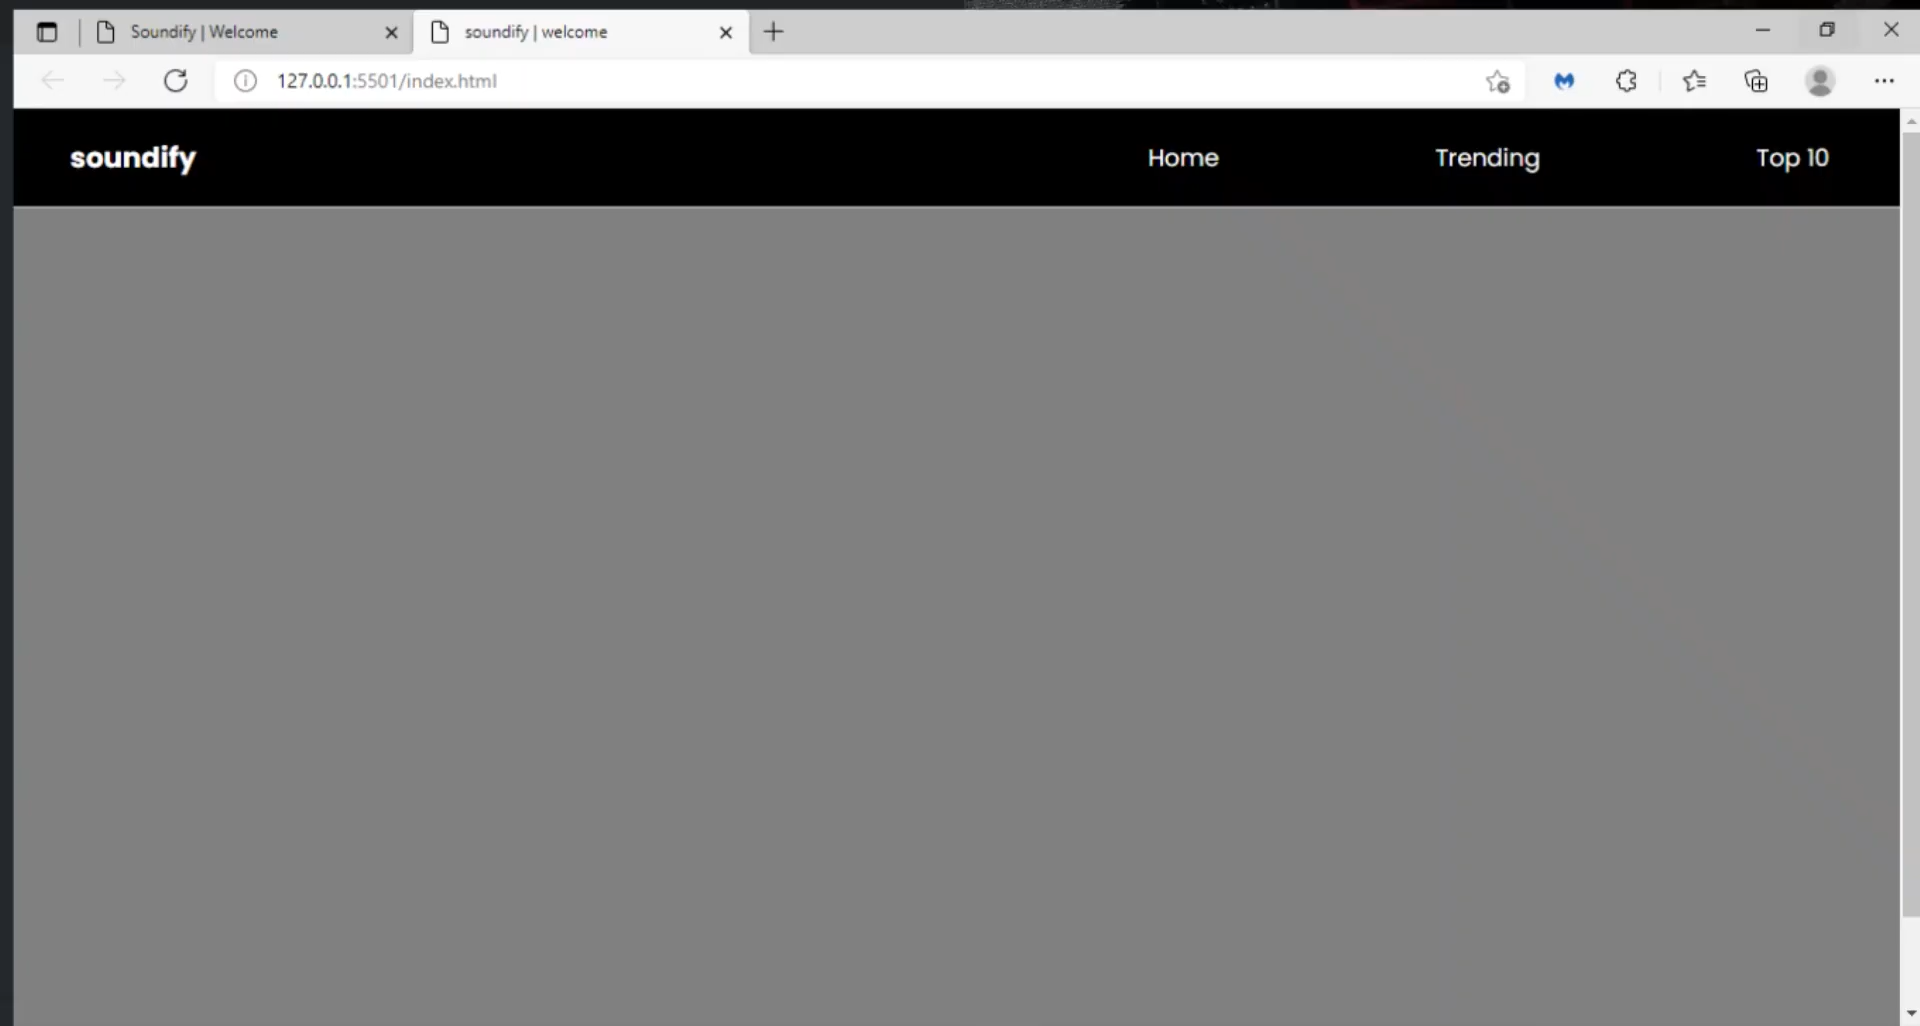 Soundify | Welcome
soundify | welcome
127.0.0.1:5501/index.html
soundify
Home
Trending
Top 10